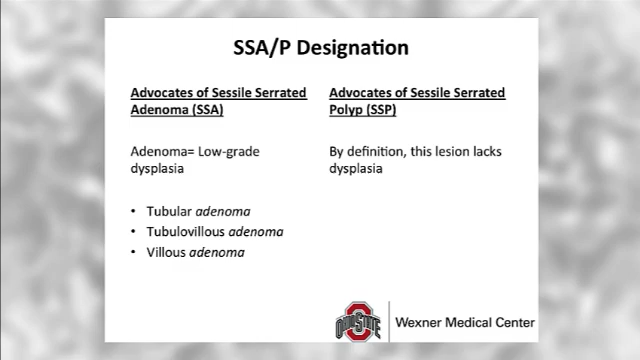 SSA/P Designation
Advocates of Sessile Serrated
Adenoma (SSA)
Adenoma= Low-grade
dysplasia
• Tubular adenoma
• Tubulovillous adenoma
• Villous adenoma
Advocates of Sessile Serrated
Polyp (SSP)
By definition, this lesion lacks
dysplasia
OHIO STATE
Wexner Medical Center